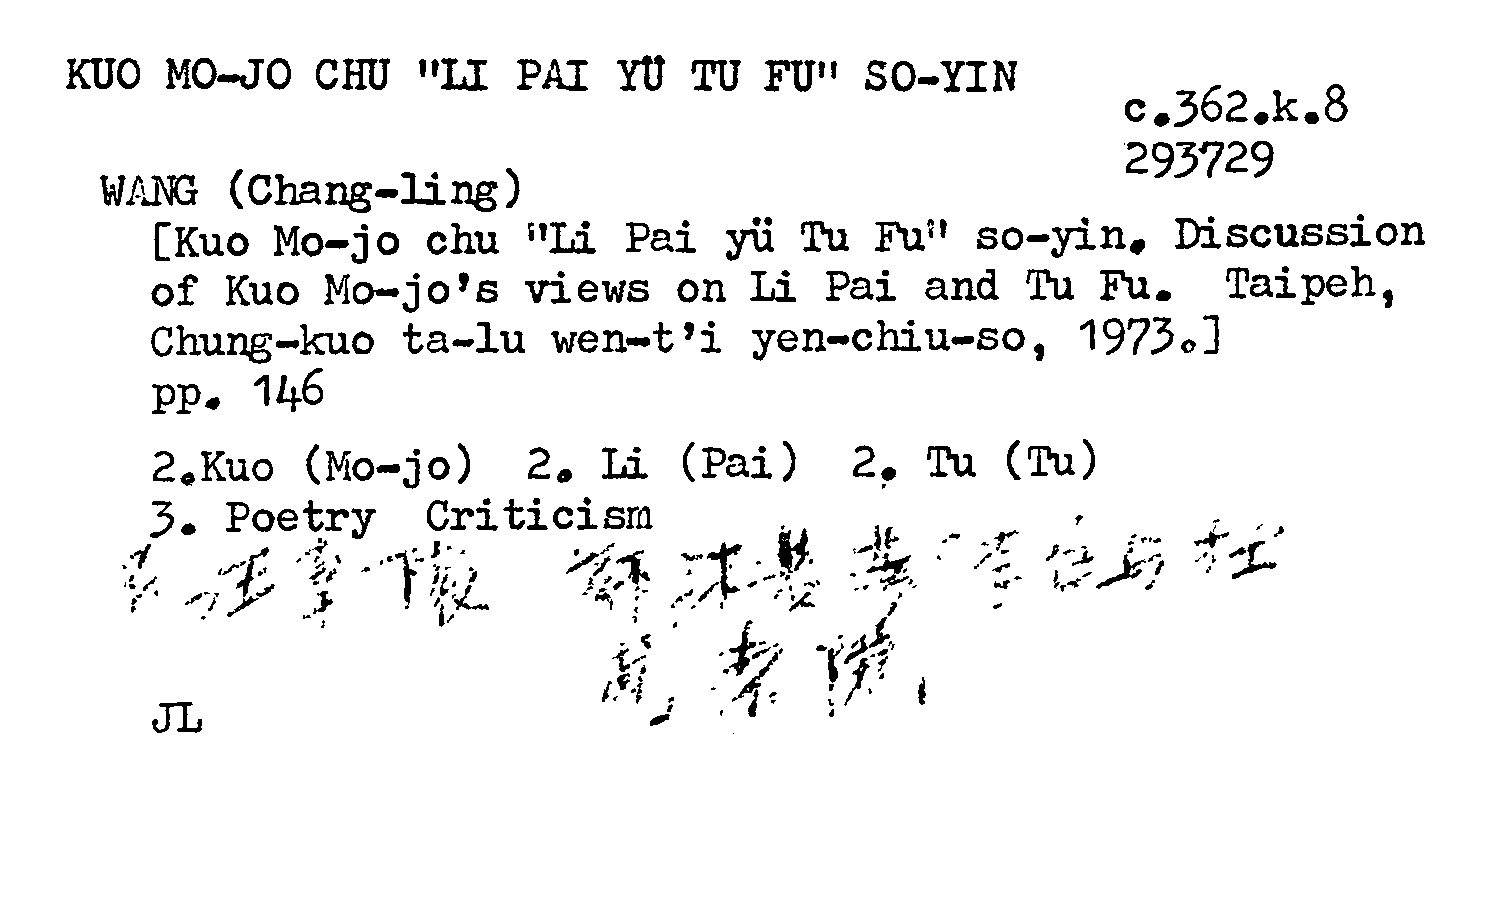 KUO MO-JO CHU "LI PAI YÜ TU FU" SO-YIN
c.362.k.8
293729
WANG (Chang-ling)
[Kuo Mo-jo chu "Li Pai yü Tu Fu" so-yin. Discussion
of Kuo Mo-jo's views on Li Pai and Tu Fu. Taipeh,
Chung-kuo ta-lu wen-t'i yen-chiu-so, 1973.]
pp. 146
2.Kuo (Mo-jo) 2. Li (Pai) 2. Tu (Tu)
3. Poetry Criticism
王章陵 郭沫若著 李白与杜
甫 索隱
JL